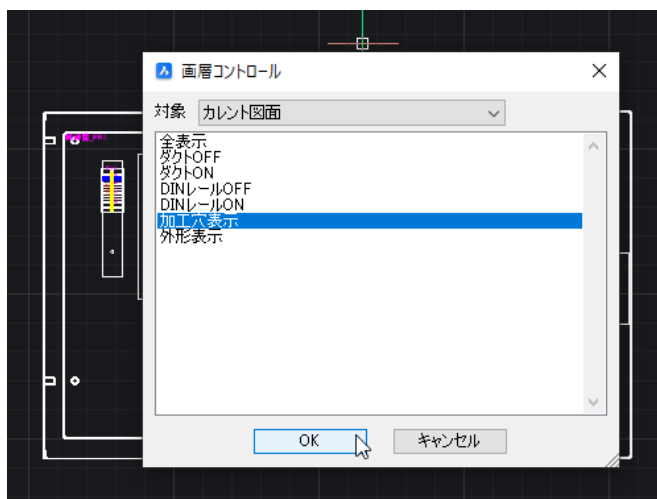 画層コントロール
対象 カレント図面
全表示
ダクトOFF
ダクトON
DINレールOFF
DINレールON
加工穴表示
外形表示
OK キャンセル